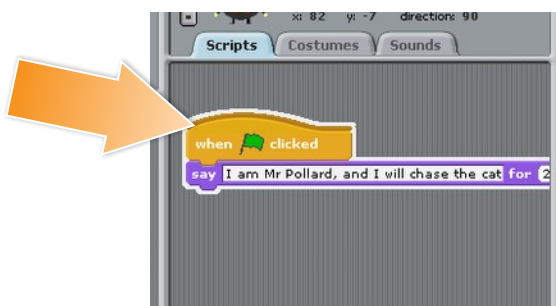 x: 82 y: -7 direction: 90
Scripts Costumes Sounds
when clicked
say I am Mr Pollard, and I will chase the cat for 2